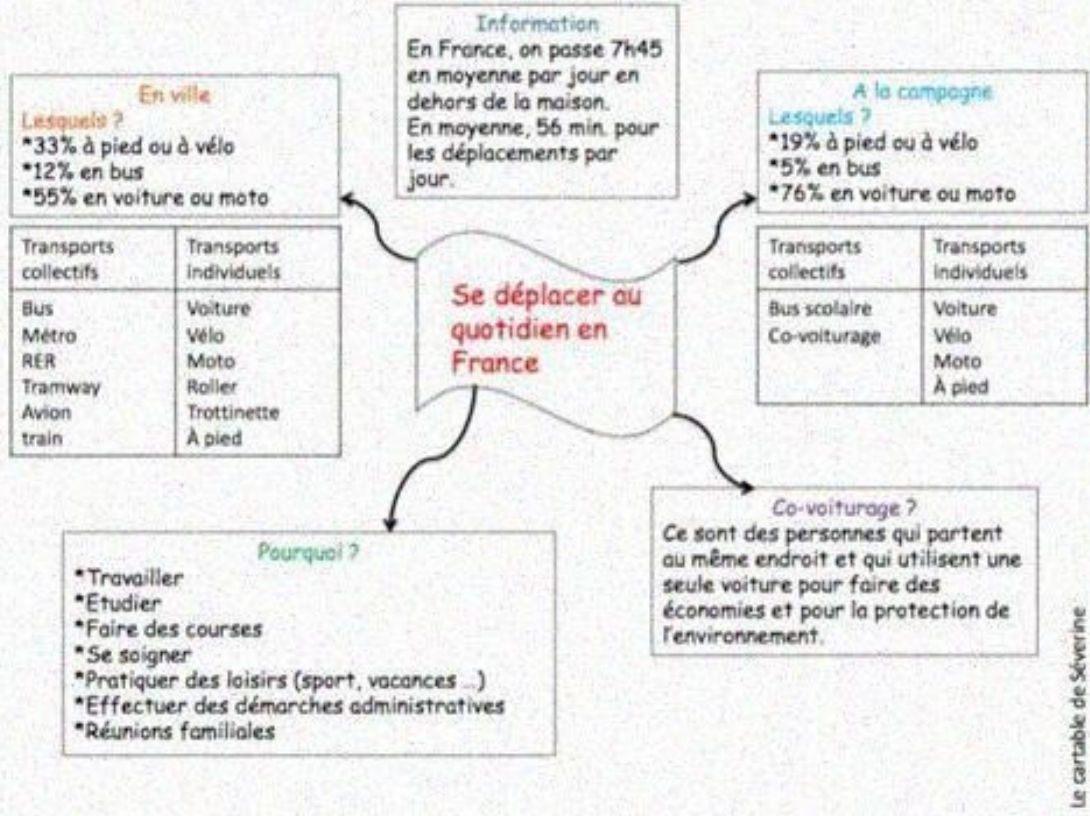 Information
En France, on passe 7h45
en moyenne par jour en
dehors de la maison.
En moyenne, 56 min. pour
les déplacements par
jour.
En ville
Lesquels ?
*33% à pied ou à vélo
*12% en bus
*55% en voiture ou moto
Transports
collectifs
Transports
individuels
Bus
Métro
RER
Tramway
Avion
train
Voiture
Vélo
Moto
Roller
Trottinette
À pied
Se déplacer au
quotidien en
France
A la campagne
Lesquels ?
*19% à pied ou à vélo
*5% en bus
*76% en voiture ou moto
Transports
collectifs
Transports
individuels
Bus scolaire
Co-voiturage
Voiture
Vélo
Moto
À pied
Pourquoi ?
*Travailler
*Etudier
*Faire des courses
*Se soigner
*Pratiquer des loisirs (sport, vacances ...)
*Effectuer des démarches administratives
*Réunions familiales
Co-voiturage ?
Ce sont des personnes qui partent
au même endroit et qui utilisent une
seule voiture pour faire des
économies et pour la protection de
l'environnement.
Le cartable de Séverine